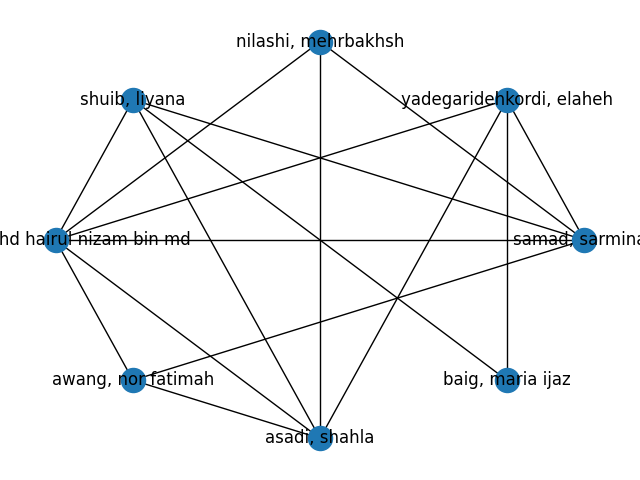 nilashi, mehrbakhsh
shuib, liyana
yadegaridehkordi, elaheh
hd hairul nizam bin md
samad, sarmina
awang, nor fatimah
baig, maria ijaz
asadi, shahla